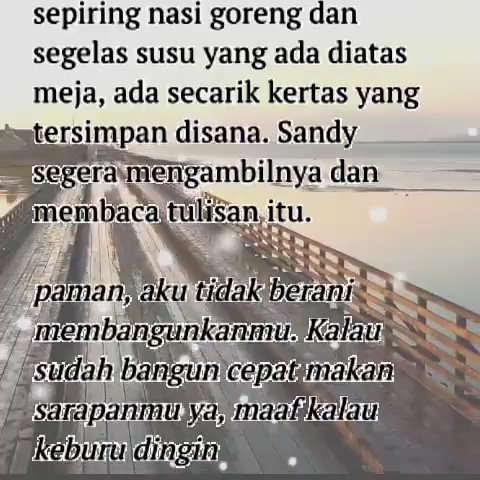 sepiring nasi goreng dan
segelas susu yang ada diatas
meja, ada secarik kertas yang
tersimpan disana. Sandy
segera mengambilnya dan
membaca tulisan itu.
paman, aku tidak berani
membangunkanmu. Kalau
sudah bangun cepat makan
sarapanmu ya, maaf kalau
keburu dingin